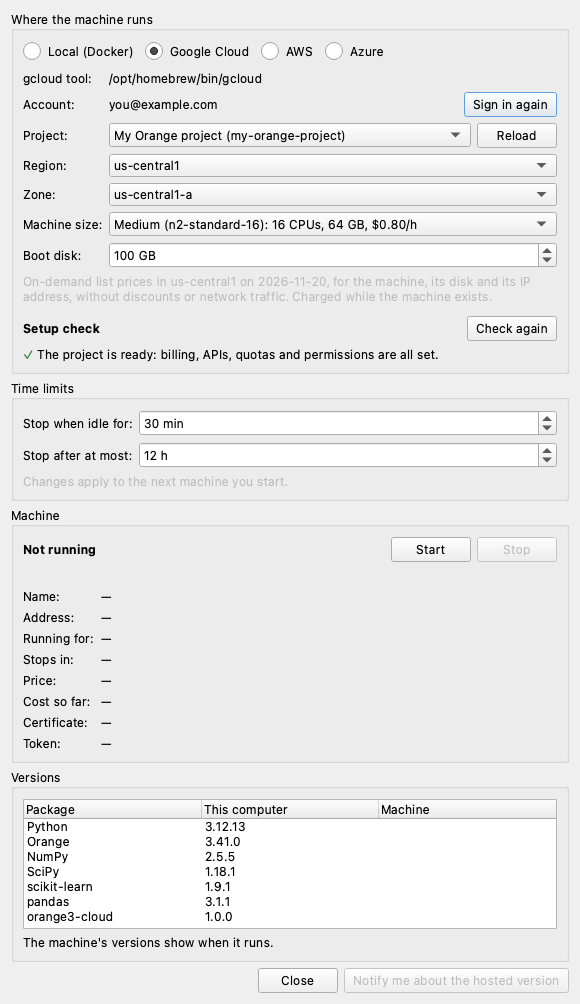 Where the machine runs
Local (Docker) Google Cloud AWS Azure
gcloud tool: /opt/homebrew/bin/gcloud
Account: you@example.com Sign in again
Project: My Orange project (my-orange-project) Reload
Region: us-central1
Zone: us-central1-a
Machine size: Medium (n2-standard-16): 16 CPUs, 64 GB, $0.80/h
Boot disk: 100 GB
On-demand list prices in us-central1 on 2026-11-20, for the machine, its disk and its IP
address, without discounts or network traffic. Charged while the machine exists.
Setup check Check again
✓ The project is ready: billing, APIs, quotas and permissions are all set.
Time limits
Stop when idle for: 30 min
Stop after at most: 12 h
Changes apply to the next machine you start.
Machine
Not running Start Stop
Name: —
Address: —
Running for: —
Stops in: —
Price: —
Cost so far: —
Certificate: —
Token: —
Versions
Package This computer Machine
Python 3.12.13
Orange 3.41.0
NumPy 2.5.5
SciPy 1.18.1
scikit-learn 1.9.1
pandas 3.1.1
orange3-cloud 1.0.0
The machine's versions show when it runs.
Close Notify me about the hosted version